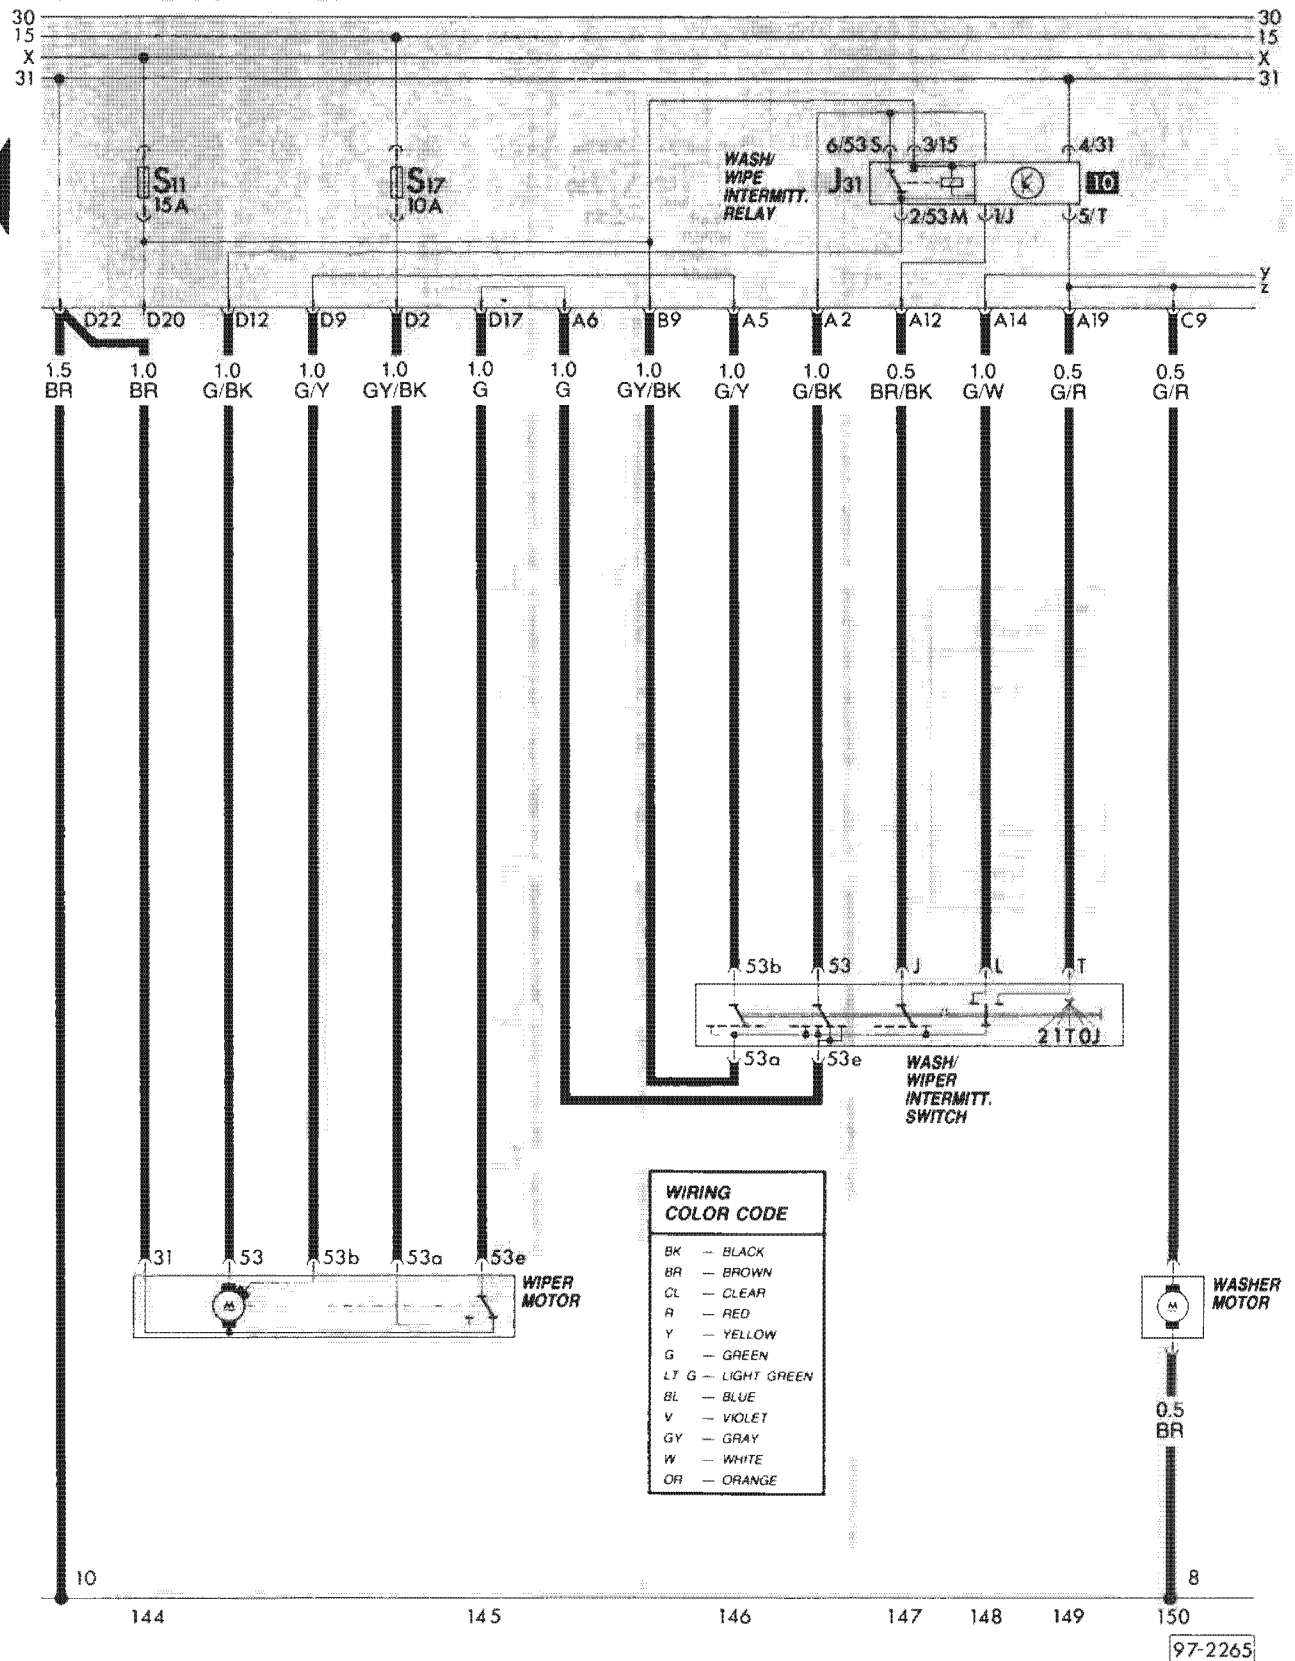 30 30
15 15
X X
31 31
6/53 S 3/15 4/31
WASH/
WIPE
INTERMITT.
RELAY
J31
K
10
S11
15A
S17
10A
2/53M 1/J 5/T
y
z
D22 D20 D12 D9 D2 D17 A6 B9 A5 A2 A12 A14 A19 C9
1.5 1.0 1.0 1.0 1.0 1.0 1.0 1.0 1.0 1.0 0.5 1.0 0.5 0.5
BR BR G/BK G/Y GY/BK G G GY/BK G/Y G/BK BR/BK G/W G/R G/R
53b 53 J L T
2 1 T 0 J
53a 53e
WASH/
WIPER
INTERMITT.
SWITCH
31 53 53b 53a 53e
M
WIPER
MOTOR
M
WASHER
MOTOR
WIRING
COLOR CODE
BK — BLACK
BR — BROWN
CL — CLEAR
R — RED
Y — YELLOW
G — GREEN
LT G — LIGHT GREEN
BL — BLUE
V — VIOLET
GY — GRAY
W — WHITE
OR — ORANGE
0.5
BR
10 8
144 145 146 147 148 149 150
97-2265